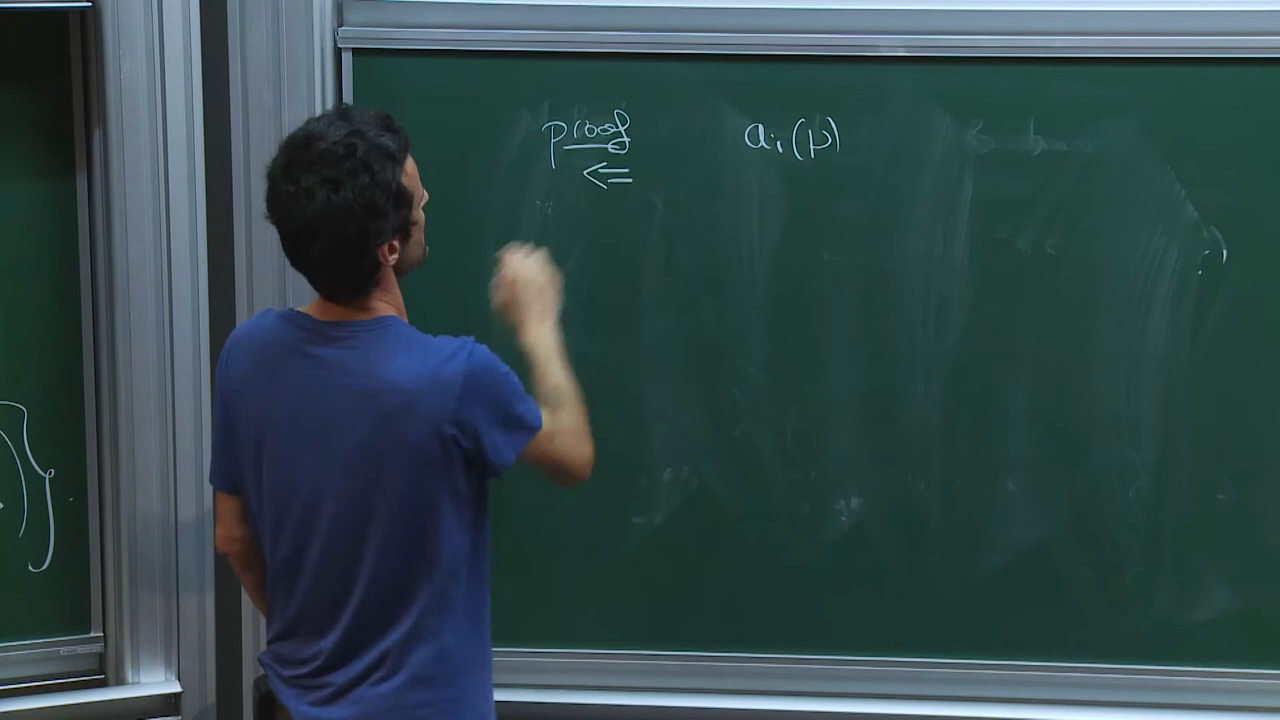 proof aᵢ(p)
⇐